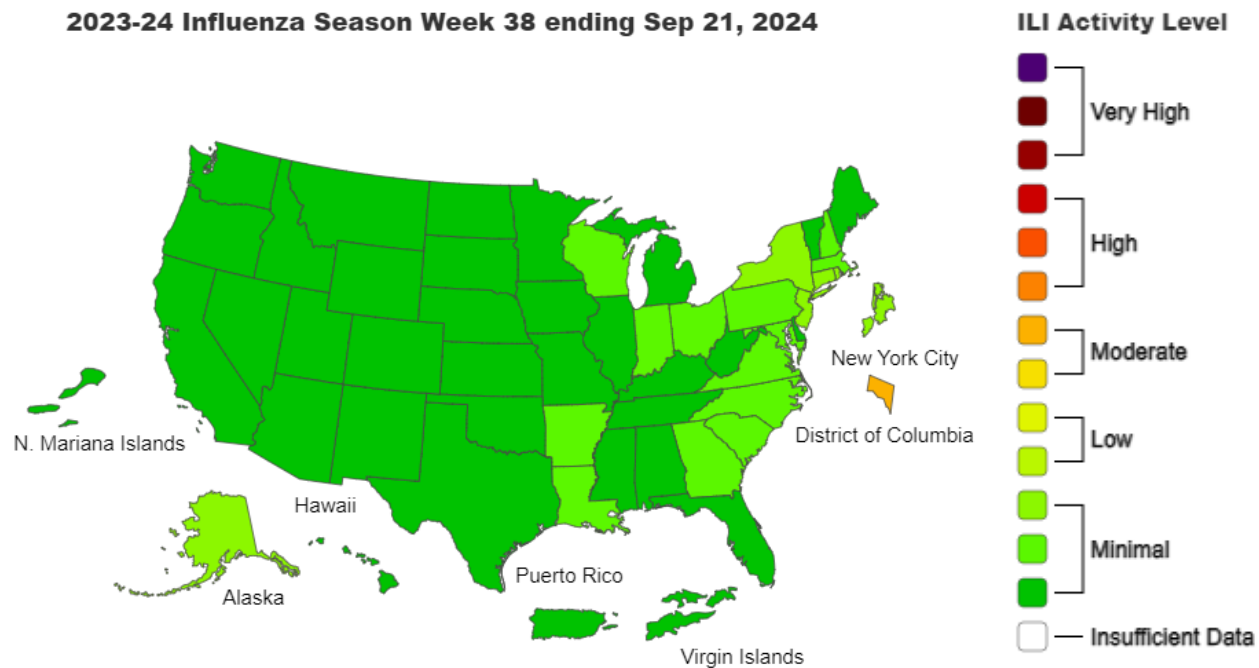 2023-24 Influenza Season Week 38 ending Sep 21, 2024
ILI Activity Level
Very High
High
Moderate
Low
Minimal
Insufficient Data
New York City
District of Columbia
N. Mariana Islands
Hawaii
Alaska
Puerto Rico
Virgin Islands